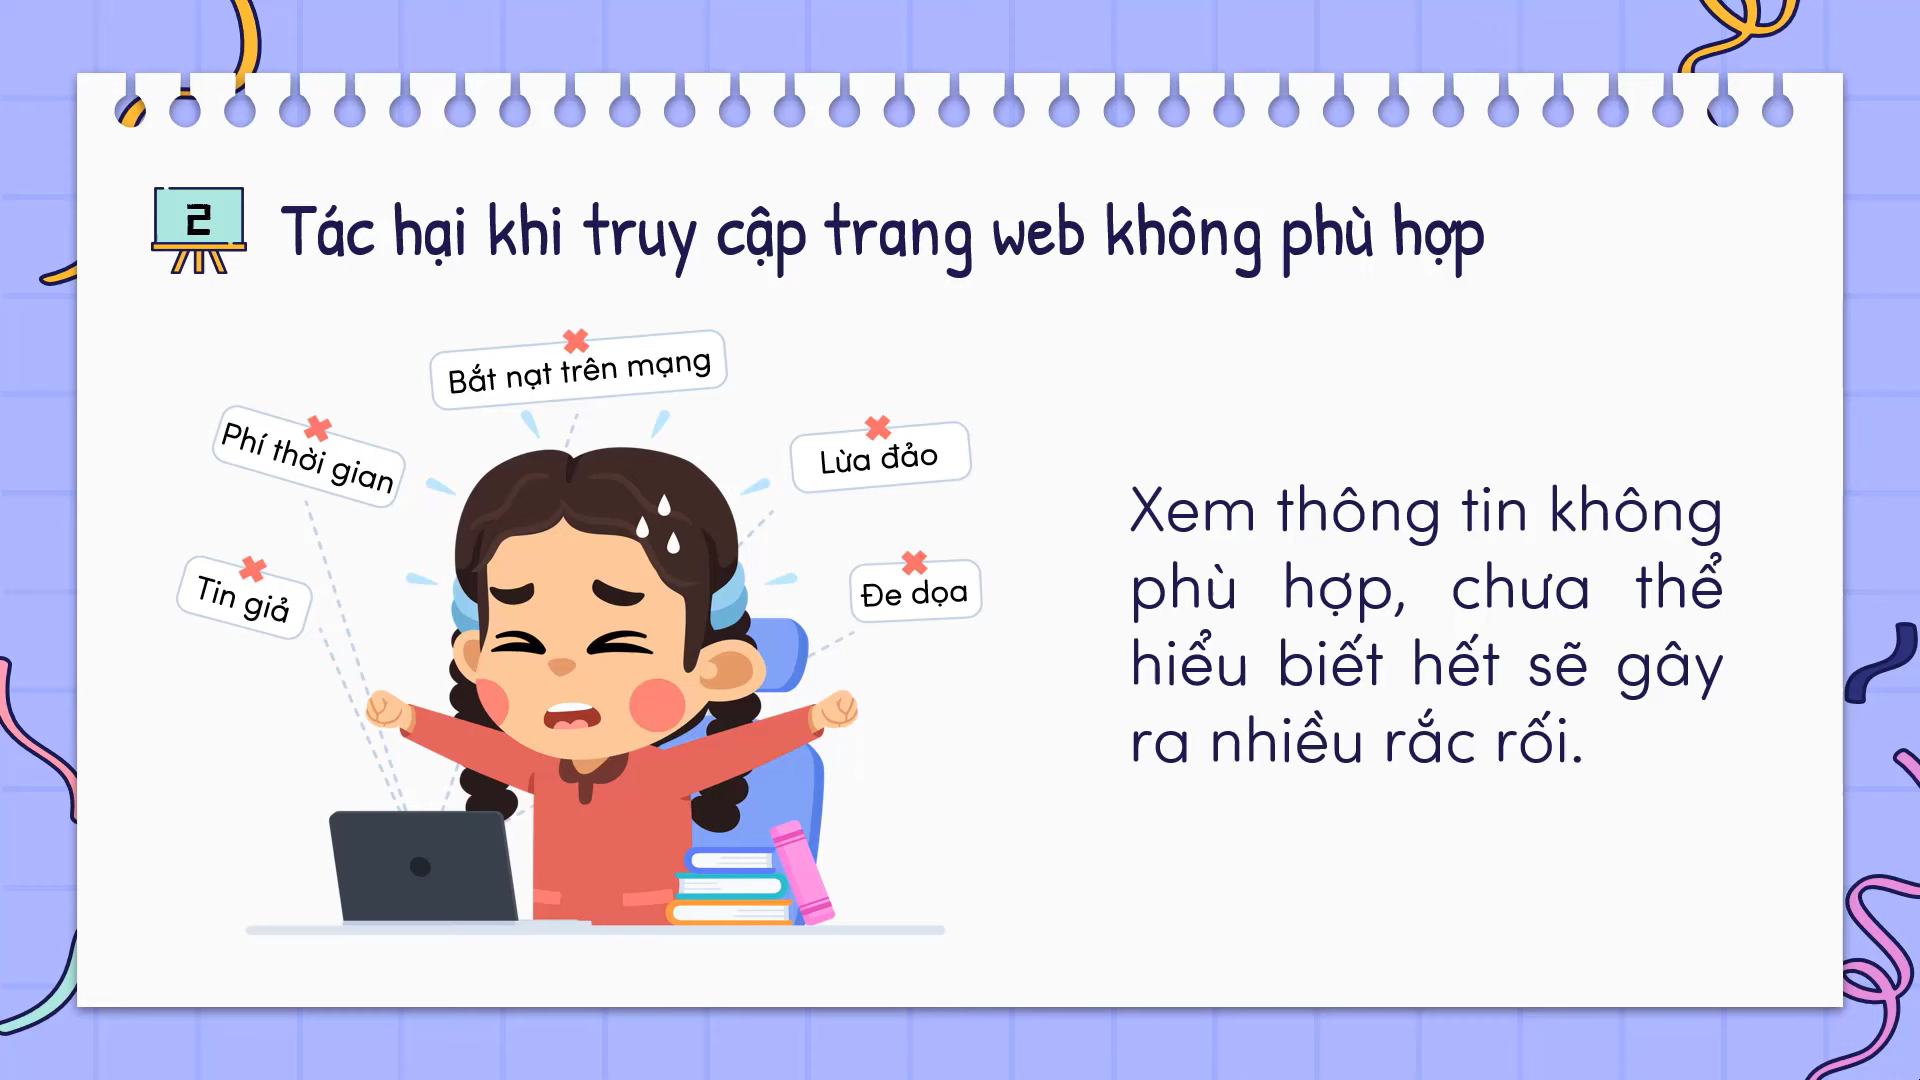 2
Tác hại khi truy cập trang web không phù hợp
Bắt nạt trên mạng
Phí thời gian
Lừa đảo
Tin giả
Đe dọa
Xem thông tin không
phù hợp, chưa thể
hiểu biết hết sẽ gây
ra nhiều rắc rối.